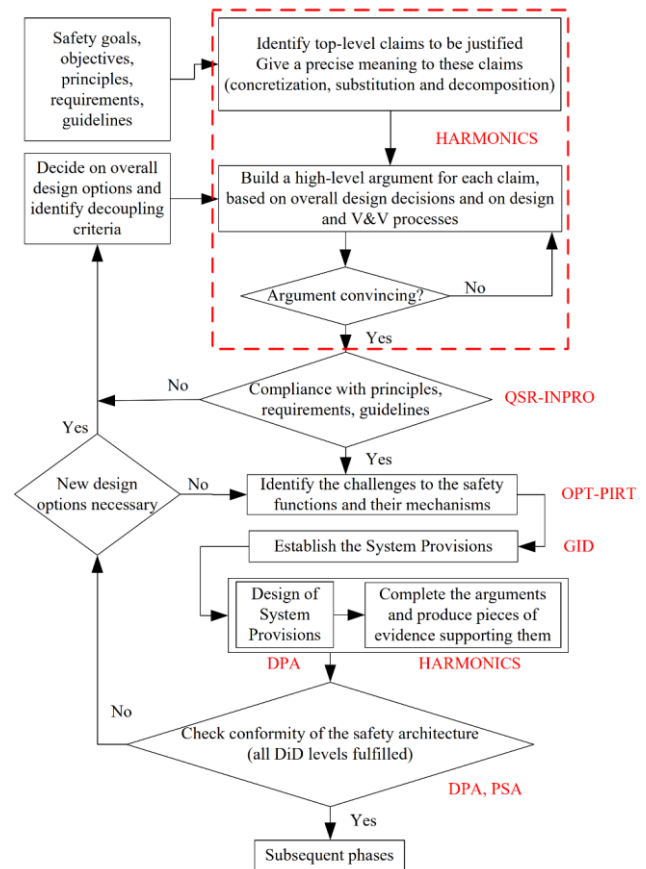 Safety goals,
objectives,
principles,
requirements,
guidelines
Identify top-level claims to be justified
Give a precise meaning to these claims
(concretization, substitution and decomposition)
HARMONICS
Decide on overall
design options and
identify decoupling
criteria
Build a high-level argument for each claim,
based on overall design decisions and on design
and V&V processes
Argument convincing?
No
Yes
No
Compliance with principles,
requirements, guidelines
QSR-INPRO
Yes
Yes
New design
options necessary
No
Identify the challenges to the safety
functions and their mechanisms
OPT-PIRT
Establish the System Provisions
GID
Design of
System
Provisions
Complete the arguments
and produce pieces of
evidence supporting them
DPA
HARMONICS
No
Check conformity of the safety architecture
(all DiD levels fulfilled)
DPA, PSA
Yes
Subsequent phases